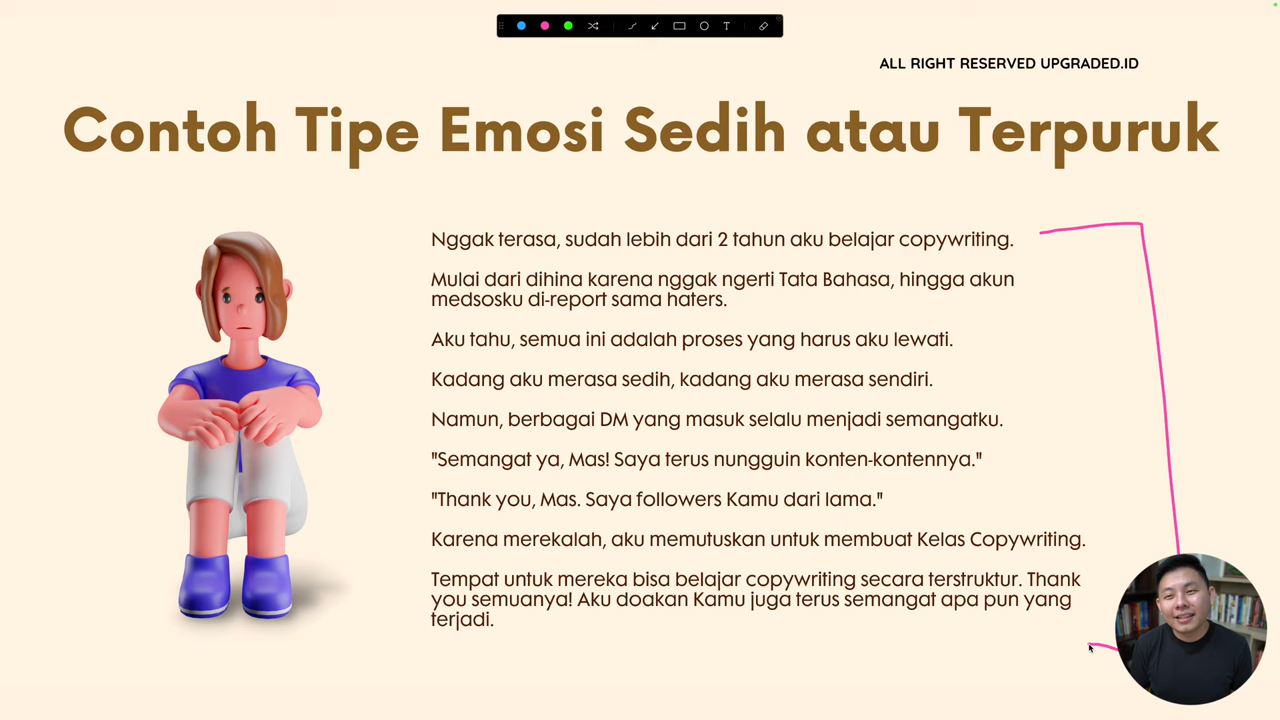 ALL RIGHT RESERVED UPGRADED.ID
Contoh Tipe Emosi Sedih atau Terpuruk
Nggak terasa, sudah lebih dari 2 tahun aku belajar copywriting.
Mulai dari dihina karena nggak ngerti Tata Bahasa, hingga akun
medsosku di-report sama haters.
Aku tahu, semua ini adalah proses yang harus aku lewati.
Kadang aku merasa sedih, kadang aku merasa sendiri.
Namun, berbagai DM yang masuk selalu menjadi semangatku.
"Semangat ya, Mas! Saya terus nungguin konten-kontennya."
"Thank you, Mas. Saya followers Kamu dari lama."
Karena merekalah, aku memutuskan untuk membuat Kelas Copywriting.
Tempat untuk mereka bisa belajar copywriting secara terstruktur. Thank
you semuanya! Aku doakan Kamu juga terus semangat apa pun yang
terjadi.